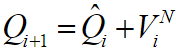 $Q_{i+1} = \hat{Q}_i + V_i^N$